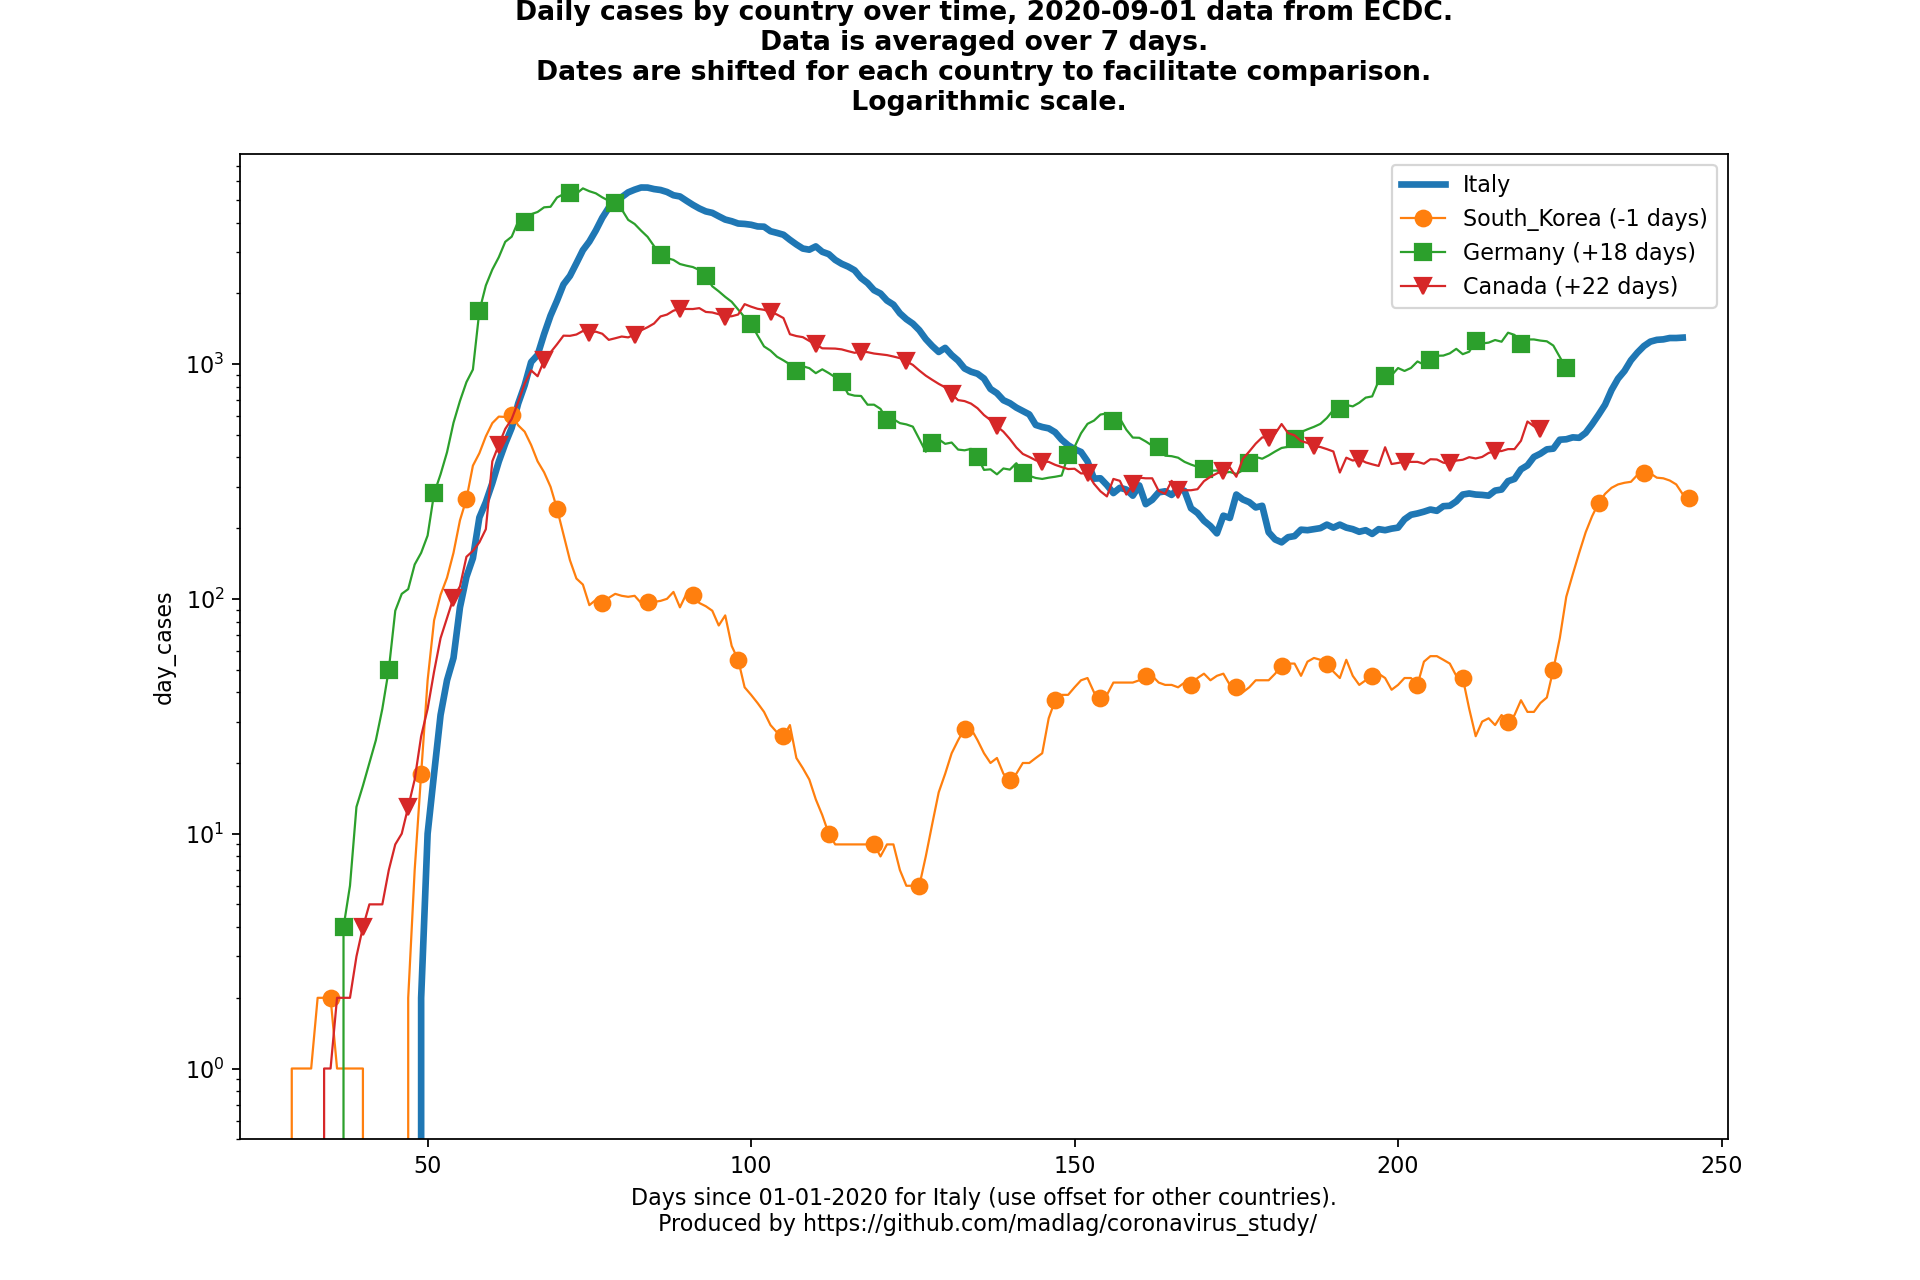 Daily cases by country over time, 2020-09-01 data from ECDC.
Data is averaged over 7 days.
Dates are shifted for each country to facilitate comparison.
Logarithmic scale.
Italy
South_Korea (-1 days)
Germany (+18 days)
Canada (+22 days)
10³
10²
10¹
10⁰
day_cases
50 100 150 200 250
Days since 01-01-2020 for Italy (use offset for other countries).
Produced by https://github.com/madlag/coronavirus_study/